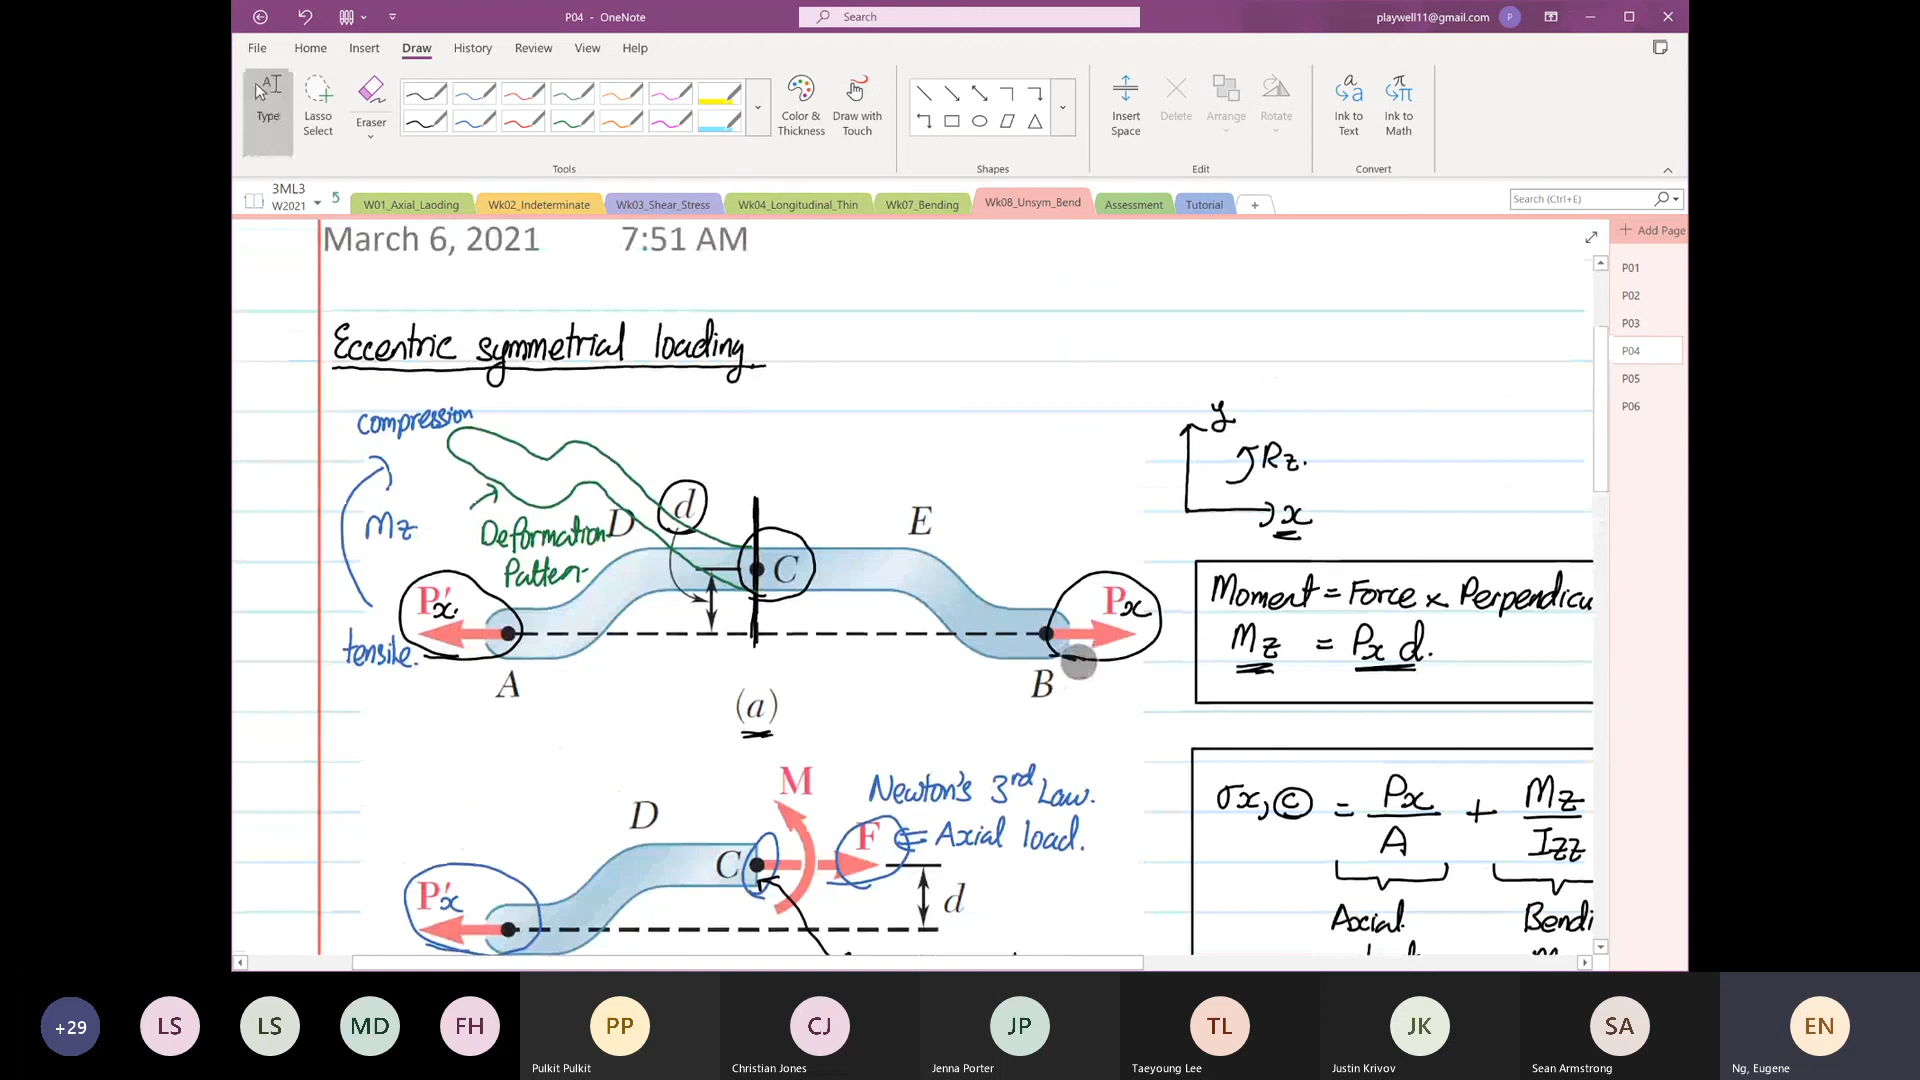 P04 - OneNote
Search
playwell11@gmail.com
P
File Home Insert Draw History Review View Help
Type
Lasso Select
Eraser
Color & Thickness
Draw with Touch
Insert Space
Delete
Arrange
Rotate
Ink to Text
Ink to Math
Tools
Shapes
Edit
Convert
3ML3 W2021
W01_Axial_Laoding
Wk02_Indeterminate
Wk03_Shear_Stress
Wk04_Longitudinal_Thin
Wk07_Bending
Wk08_Unsym_Bend
Assessment
Tutorial
+
Search (Ctrl+E)
+ Add Page
P01
P02
P03
P04
P05
P06
March 6, 2021 7:51 AM
Eccentric symmetrial loading.
compression
Mz
tensile.
Deformation
Pattern
D
d
C
E
P'x.
Px
A
B
(a)
y
Rz.
x
Moment = Force x Perpendicu
Mz = Px d.
D
M
Newton's 3rd Law.
C
F
⇐ Axial load.
P'x
d
σx,© = Px/A + Mz/Izz
Axial
Bendi
+29
LS
LS
MD
FH
PP
Pulkit Pulkit
CJ
Christian Jones
JP
Jenna Porter
TL
Taeyoung Lee
JK
Justin Krivov
SA
Sean Armstrong
EN
Ng, Eugene